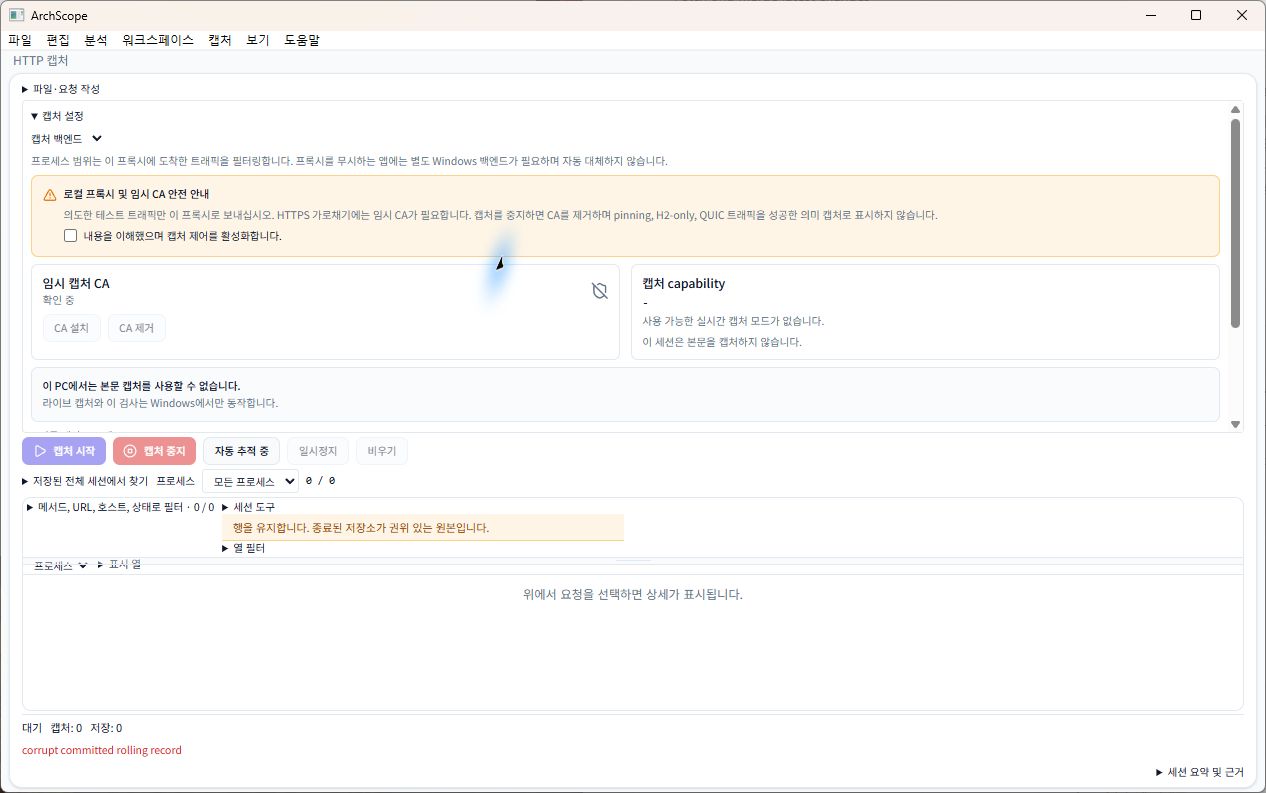 ArchScope
파일 편집 분석 워크스페이스 캡처 보기 도움말
HTTP 캡처
파일·요청 작성
캡처 설정
캡처 백엔드
프로세스 범위는 이 프록시에 도착한 트래픽을 필터링합니다. 프록시를 무시하는 앱에는 별도 Windows 백엔드가 필요하며 자동 대체하지 않습니다.
로컬 프록시 및 임시 CA 안전 안내
의도한 테스트 트래픽만 이 프록시로 보내십시오. HTTPS 가로채기에는 임시 CA가 필요합니다. 캡처를 중지하면 CA를 제거하며 pinning, H2-only, QUIC 트래픽을 성공한 의미 캡처로 표시하지 않습니다.
내용을 이해했으며 캡처 제어를 활성화합니다.
임시 캡처 CA
확인 중
CA 설치 CA 제거
캡처 capability
-
사용 가능한 실시간 캡처 모드가 없습니다.
이 세션은 본문을 캡처하지 않습니다.
이 PC에서는 본문 캡처를 사용할 수 없습니다.
라이브 캡처와 이 검사는 Windows에서만 동작합니다.
캡처 시작 캡처 중지 자동 추적 중 일시정지 비우기
저장된 전체 세션에서 찾기 프로세스 모든 프로세스 0 / 0
메서드, URL, 호스트, 상태로 필터 · 0 / 0 세션 도구
행을 유지합니다. 종료된 저장소가 권위 있는 원본입니다.
열 필터
프로세스 표시 열
위에서 요청을 선택하면 상세가 표시됩니다.
대기 캡처: 0 저장: 0
corrupt committed rolling record
세션 요약 및 근거